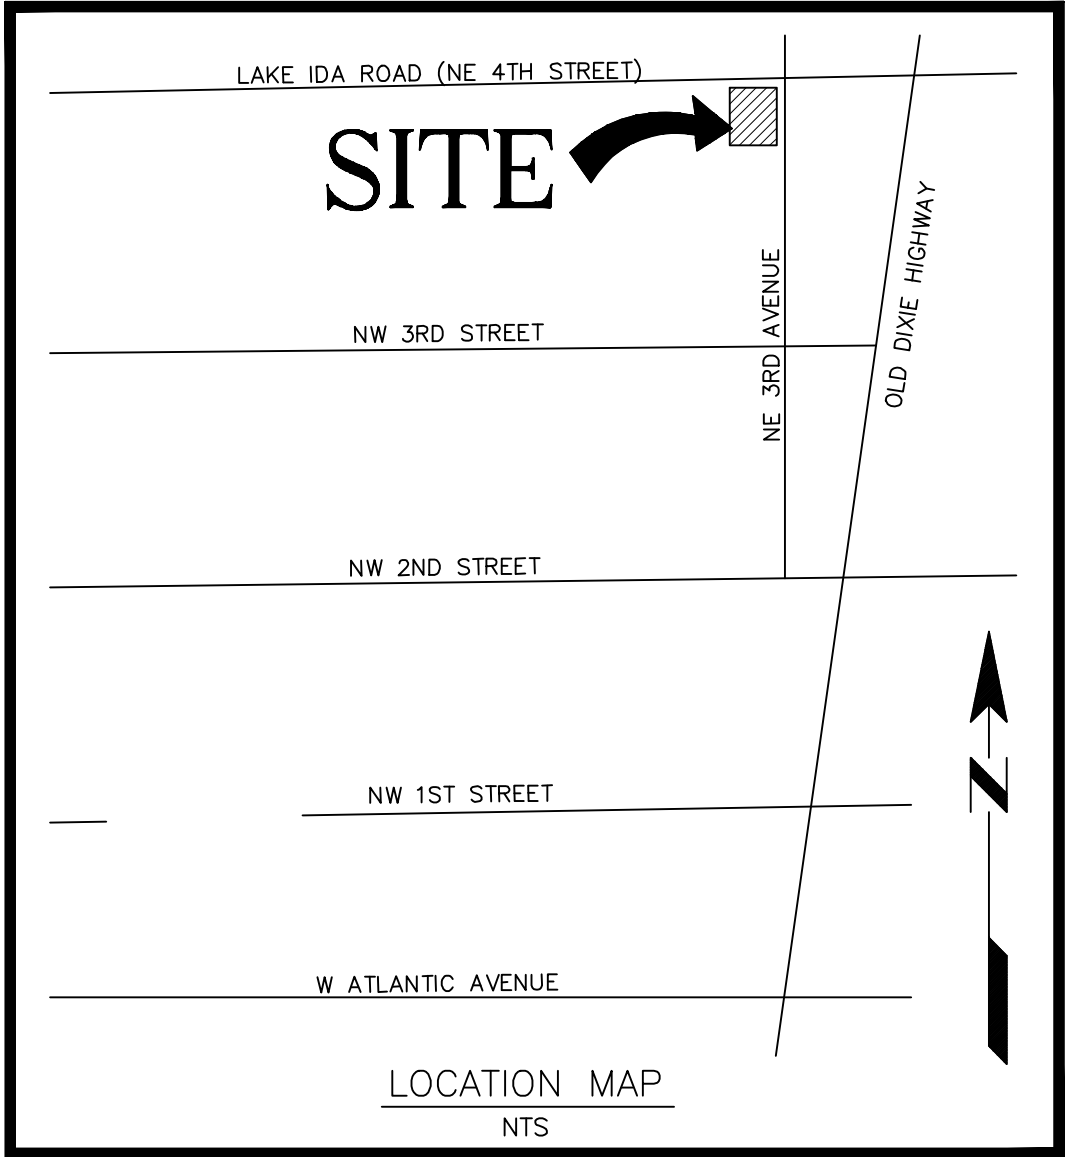 LAKE IDA ROAD (NE 4TH STREET)
SITE
OLD DIXIE HIGHWAY
NE 3RD AVENUE
NW 3RD STREET
NW 2ND STREET
N
NW 1ST STREET
W ATLANTIC AVENUE
LOCATION MAP
NTS